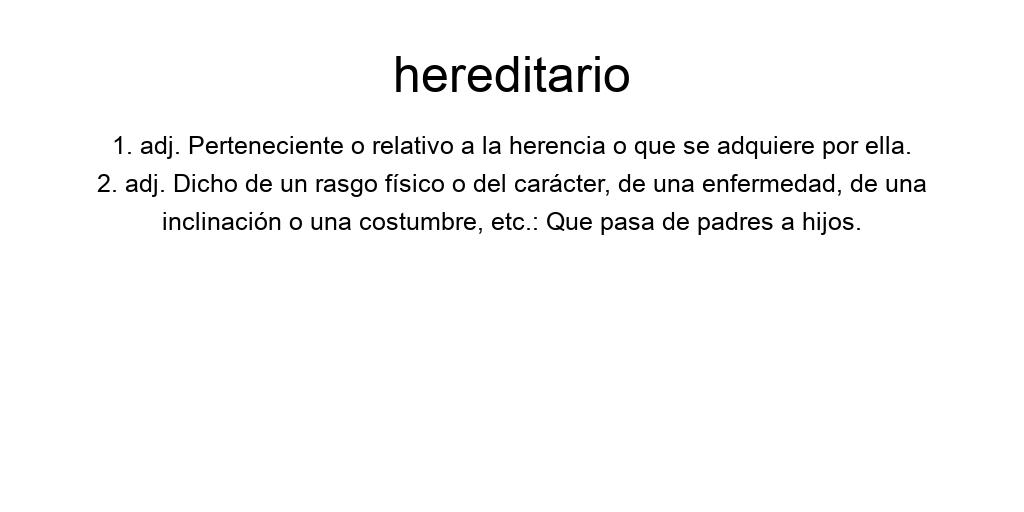 hereditario
1. adj. Perteneciente o relativo a la herencia o que se adquiere por ella.
2. adj. Dicho de un rasgo físico o del carácter, de una enfermedad, de una
inclinación o una costumbre, etc.: Que pasa de padres a hijos.